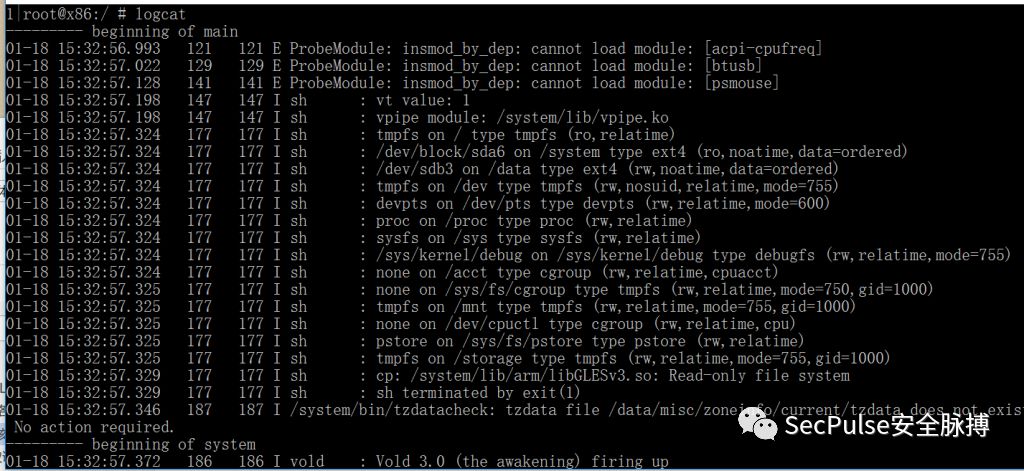 1|root@x86:/ # logcat
--------- beginning of main
01-18 15:32:56.993   121   121 E ProbeModule: insmod_by_dep: cannot load module: [acpi-cpufreq]
01-18 15:32:57.022   129   129 E ProbeModule: insmod_by_dep: cannot load module: [btusb]
01-18 15:32:57.128   141   141 E ProbeModule: insmod_by_dep: cannot load module: [psmouse]
01-18 15:32:57.198   147   147 I sh      : vt value: 1
01-18 15:32:57.198   147   147 I sh      : vpipe module: /system/lib/vpipe.ko
01-18 15:32:57.324   177   177 I sh      : tmpfs on / type tmpfs (ro,relatime)
01-18 15:32:57.324   177   177 I sh      : /dev/block/sda6 on /system type ext4 (ro,noatime,data=ordered)
01-18 15:32:57.324   177   177 I sh      : /dev/sdb3 on /data type ext4 (rw,noatime,data=ordered)
01-18 15:32:57.324   177   177 I sh      : tmpfs on /dev type tmpfs (rw,nosuid,relatime,mode=755)
01-18 15:32:57.324   177   177 I sh      : devpts on /dev/pts type devpts (rw,relatime,mode=600)
01-18 15:32:57.324   177   177 I sh      : proc on /proc type proc (rw,relatime)
01-18 15:32:57.324   177   177 I sh      : sysfs on /sys type sysfs (rw,relatime)
01-18 15:32:57.324   177   177 I sh      : /sys/kernel/debug on /sys/kernel/debug type debugfs (rw,relatime,mode=755)
01-18 15:32:57.324   177   177 I sh      : none on /acct type cgroup (rw,relatime,cpuacct)
01-18 15:32:57.325   177   177 I sh      : none on /sys/fs/cgroup type tmpfs (rw,relatime,mode=750,gid=1000)
01-18 15:32:57.325   177   177 I sh      : tmpfs on /mnt type tmpfs (rw,relatime,mode=755,gid=1000)
01-18 15:32:57.325   177   177 I sh      : none on /dev/cpuctl type cgroup (rw,relatime,cpu)
01-18 15:32:57.325   177   177 I sh      : pstore on /sys/fs/pstore type pstore (rw,relatime)
01-18 15:32:57.325   177   177 I sh      : tmpfs on /storage type tmpfs (rw,relatime,mode=755,gid=1000)
01-18 15:32:57.329   177   177 I sh      : cp: /system/lib/arm/libGLESv3.so: Read-only file system
01-18 15:32:57.329   177   177 I sh      : sh terminated by exit(1)
01-18 15:32:57.346   187   187 I /system/bin/tzdatacheck: tzdata file /data/misc/zoneinfo/current/tzdata does not exist
No action required.
--------- beginning of system
01-18 15:32:57.372   186   186 I vold    : Vold 3.0 (the awakening) firing up
SecPulse安全脉搏